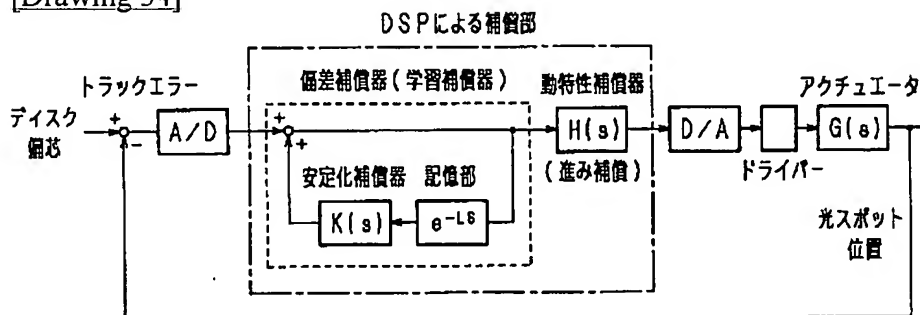 [Drawing 34]
DSPによる補償部
トラックエラー
偏差補償器(学習補償器)
動特性補償器
アクチュエータ
ディスク
偏芯
+
-
A/D
+
+
H(s)
D/A
G(s)
(進み補償)
ドライバー
安定化補償器
記憶部
K(s)
e-LS
光スポット
位置